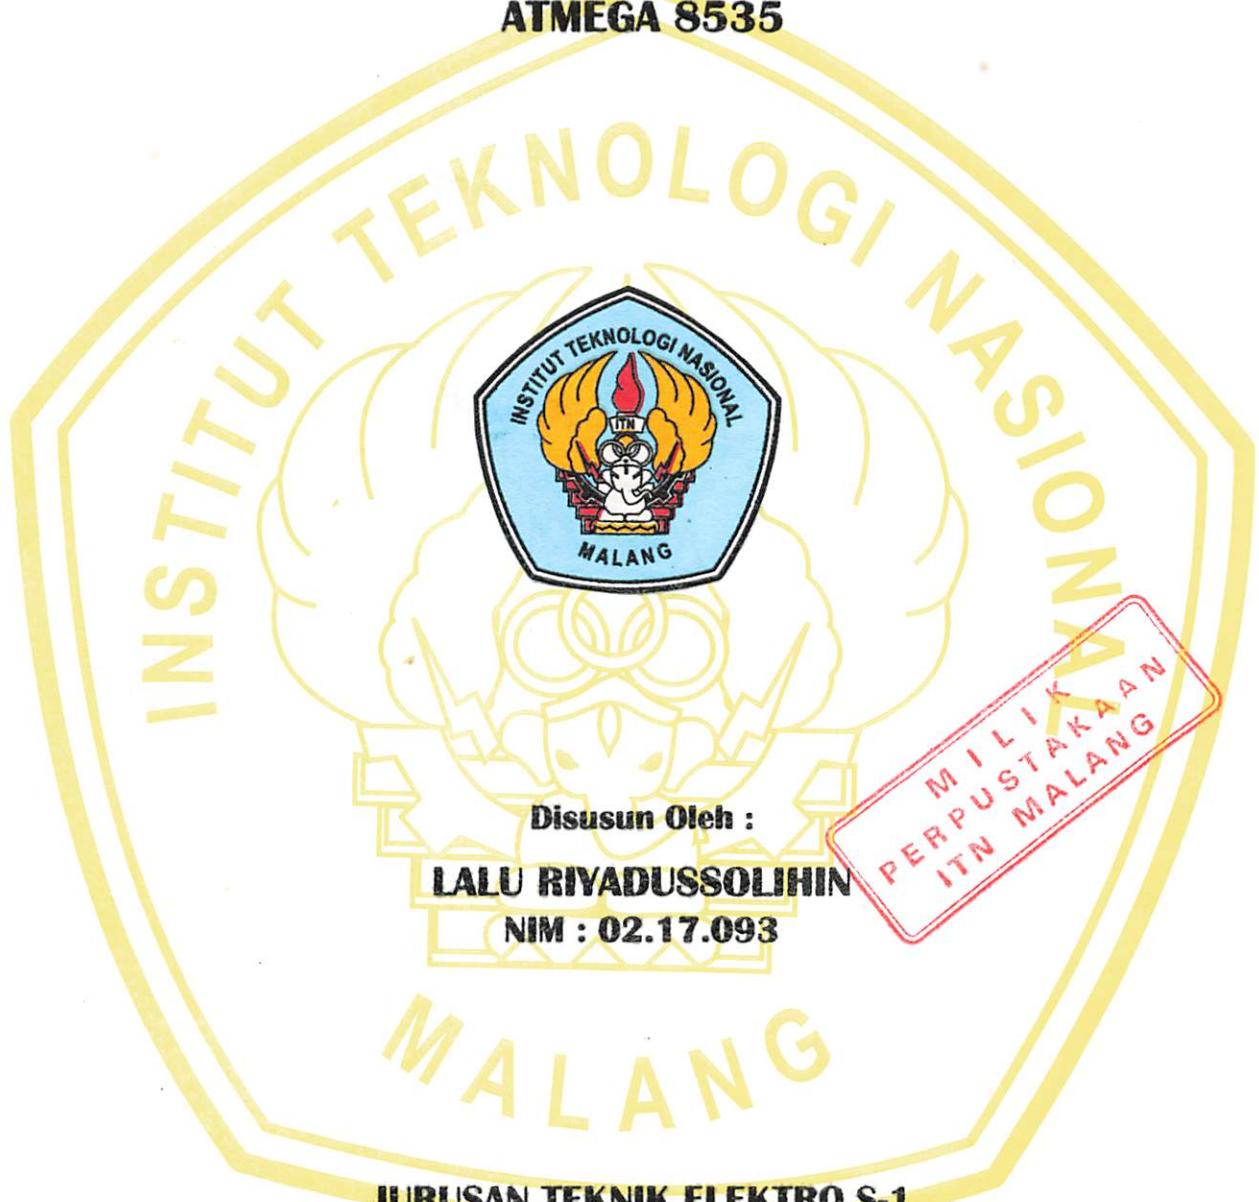 ATMEGA 8535
INSTITUT TEKNOLOGI NASIONAL
INSTITUT TEKNOLOGI NASIONAL
ITN
MALANG
Disusun Oleh :
LALU RIYADUSSOLIHIN
NIM : 02.17.093
MILIK
PERPUSTAKAAN
ITN MALANG
MALANG
JURUSAN TEKNIK ELEKTRO S-1